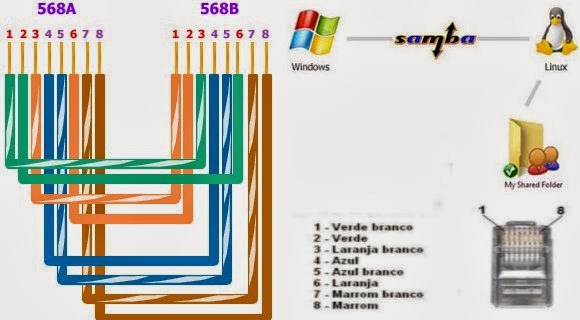 568A
568B
1 2 3 4 5 6 7 8
1 2 3 4 5 6 7 8
samba
Windows
Linux
My Shared Folder
1
8
1 - Verde branco
2 - Verde
3 - Laranja branco
4 - Azul
5 - Azul branco
6 - Laranja
7 - Marrom branco
8 - Marrom